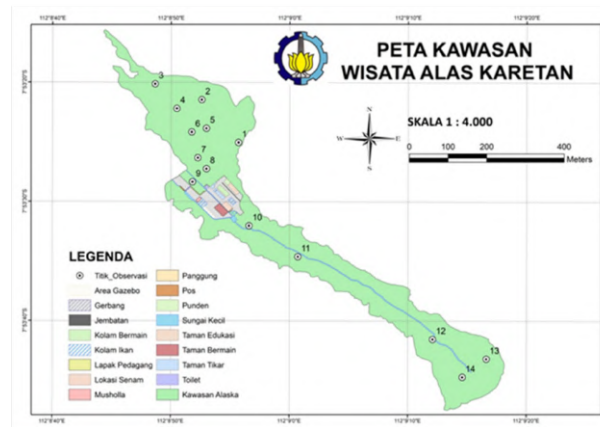 112°9'40"E 112°9'50"E 112°9'5"E 112°9'10"E 112°9'20"E
PETA KAWASAN
WISATA ALAS KARETAN
SKALA 1 : 4.000
N
W E
S
0 100 200 400
Meters
3
2
4
5
6
1
7
8
9
10
11
12
13
14
LEGENDA
Titik_Observasi
Area Gazebo
Gerbang
Jembatan
Kolam Bermain
Kolam Ikan
Lapak Pedagang
Lokasi Senam
Musholla
Panggung
Pos
Punden
Sungai Kecil
Taman Edukasi
Taman Bermain
Taman Tikar
Toilet
Kawasan Alaska